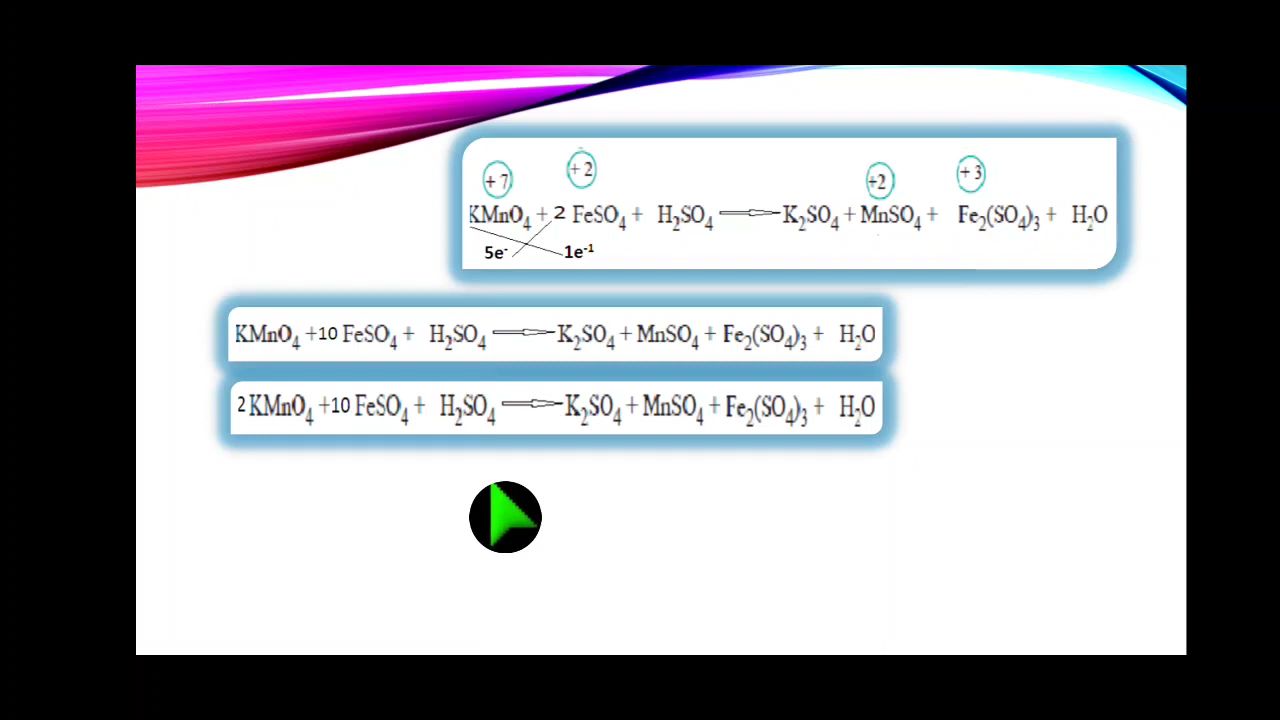 +7 +2 +2 +3
KMnO₄ + 2 FeSO₄ + H₂SO₄ ⟹ K₂SO₄ + MnSO₄ + Fe₂(SO₄)₃ + H₂O
5e⁻ 1e⁻¹
KMnO₄ +10 FeSO₄ + H₂SO₄ ⟹ K₂SO₄ + MnSO₄ + Fe₂(SO₄)₃ + H₂O
2 KMnO₄ +10 FeSO₄ + H₂SO₄ ⟹ K₂SO₄ + MnSO₄ + Fe₂(SO₄)₃ + H₂O